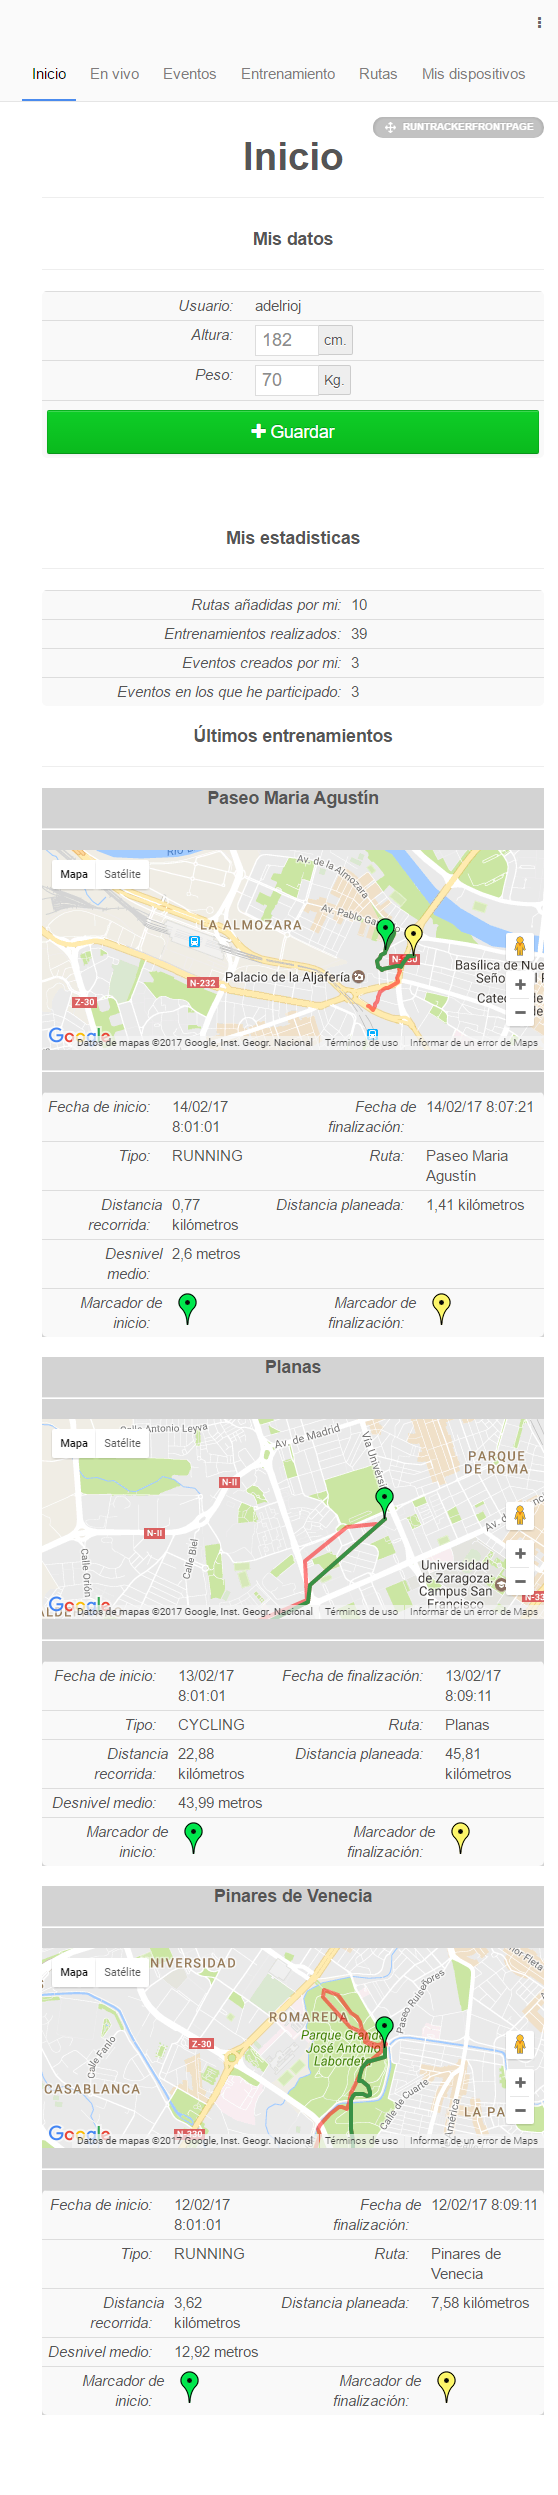 Inicio En vivo Eventos Entrenamiento Rutas Mis dispositivos
RUNTRACKERFRONTPAGE
Inicio
Mis datos
Usuario: adelrioj
Altura: 182 cm.
Peso: 70 Kg.
Guardar
Mis estadisticas
Rutas añadidas por mi: 10
Entrenamientos realizados: 39
Eventos creados por mi: 3
Eventos en los que he participado: 3
Últimos entrenamientos
Paseo Maria Agustín
Mapa Satélite
Av. de la Almozara
Av. Pablo Ga
LA ALMOZARA
N-232
Palacio de la Aljafería
Basílica de Nue
Seño
Z-30
Google
Datos de mapas ©2017 Google, Inst. Geogr. Nacional Términos de uso Informar de un error de Maps
Fecha de inicio: 14/02/17 Fecha de 14/02/17 8:07:21
8:01:01 finalización:
Tipo: RUNNING Ruta: Paseo Maria
Agustín
Distancia 0,77 Distancia planeada: 1,41 kilómetros
recorrida: kilómetros
Desnivel 2,6 metros
medio:
Marcador de Marcador de
inicio: finalización:
Planas
Mapa Satélite
Antonio Leyva
Av. de Madrid
PARQUE
DE ROMA
N-II
N-II
Calle Biel
Calle Orión
Universidad
de Zaragoza:
Campus San
Francisco
Google
Datos de mapas ©2017 Google, Inst. Geogr. Nacional Términos de uso Informar de un error de Maps
Fecha de inicio: 13/02/17 Fecha de finalización: 13/02/17
8:01:01 8:09:11
Tipo: CYCLING Ruta: Planas
Distancia 22,88 Distancia planeada: 45,81
recorrida: kilómetros kilómetros
Desnivel medio: 43,99 metros
Marcador de Marcador de
inicio: finalización:
Pinares de Venecia
Mapa Satélite
NIVERSIDAD
ROMAREDA
Paseo Ruiseñores
Z-30
Parque Grande
José Antonio
Labordeta
Calle Fanlo
CASABLANCA
Calle de Cuarte
LA PA
Google
Datos de mapas ©2017 Google, Inst. Geogr. Nacional Términos de uso Informar de un error de Maps
Fecha de inicio: 12/02/17 Fecha de 12/02/17 8:09:11
8:01:01 finalización:
Tipo: RUNNING Ruta: Pinares de
Venecia
Distancia 3,62 Distancia planeada: 7,58 kilómetros
recorrida: kilómetros
Desnivel medio: 12,92 metros
Marcador de Marcador de
inicio: finalización: